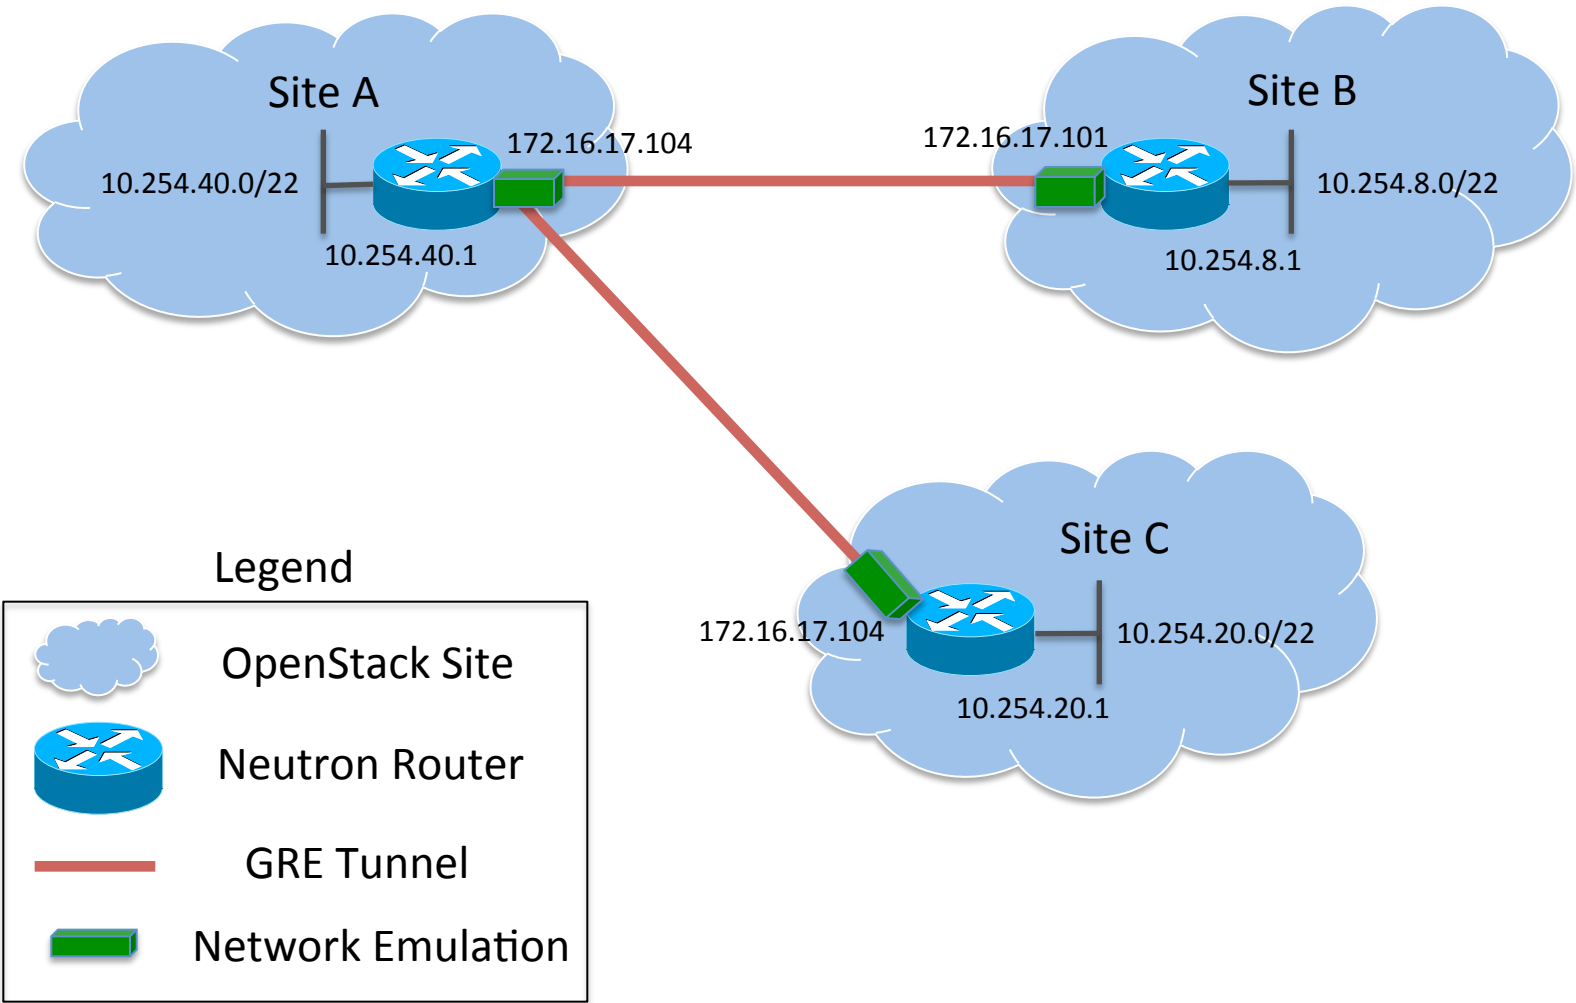 Site A
172.16.17.104
10.254.40.0/22
10.254.40.1
Site B
172.16.17.101
10.254.8.0/22
10.254.8.1
Site C
172.16.17.104
10.254.20.0/22
10.254.20.1
Legend
OpenStack Site
Neutron Router
GRE Tunnel
Network Emulation